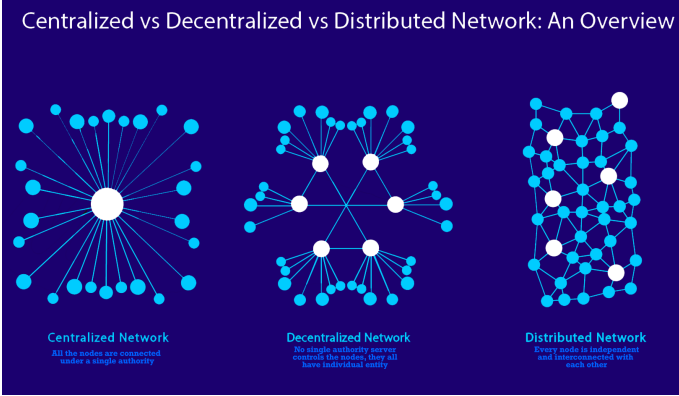 Centralized vs Decentralized vs Distributed Network: An Overview
Centralized Network
All the nodes are connected
under a single authority
Decentralized Network
No single authority server
controls the nodes, they all
have individual entity
Distributed Network
Every node is independent
and interconnected with
each other